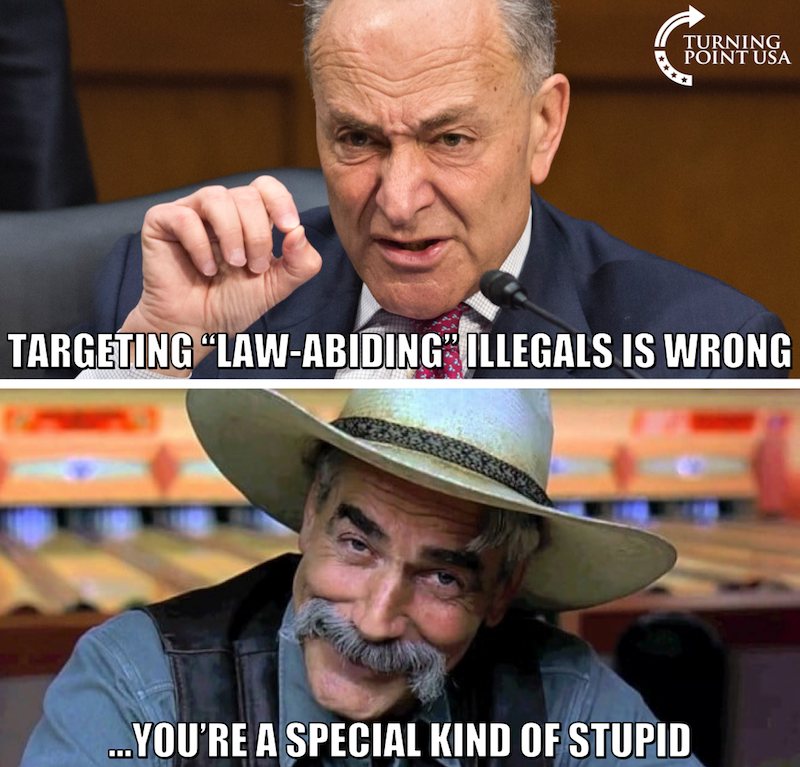 TURNING
POINT USA
TARGETING “LAW-ABIDING” ILLEGALS IS WRONG
...YOU'RE A SPECIAL KIND OF STUPID